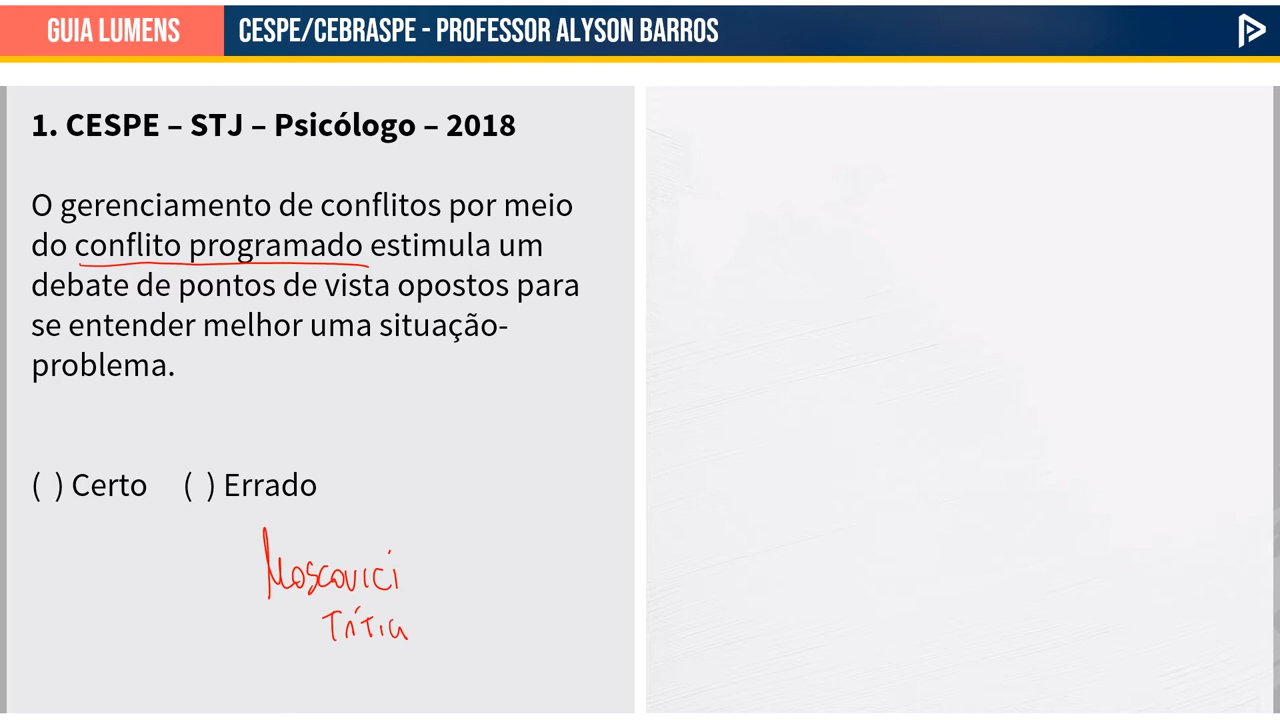 GUIA LUMENS
CESPE/CEBRASPE - PROFESSOR ALYSON BARROS
1. CESPE – STJ – Psicólogo – 2018
O gerenciamento de conflitos por meio
do conflito programado estimula um
debate de pontos de vista opostos para
se entender melhor uma situação-
problema.
( ) Certo ( ) Errado
Moscovici